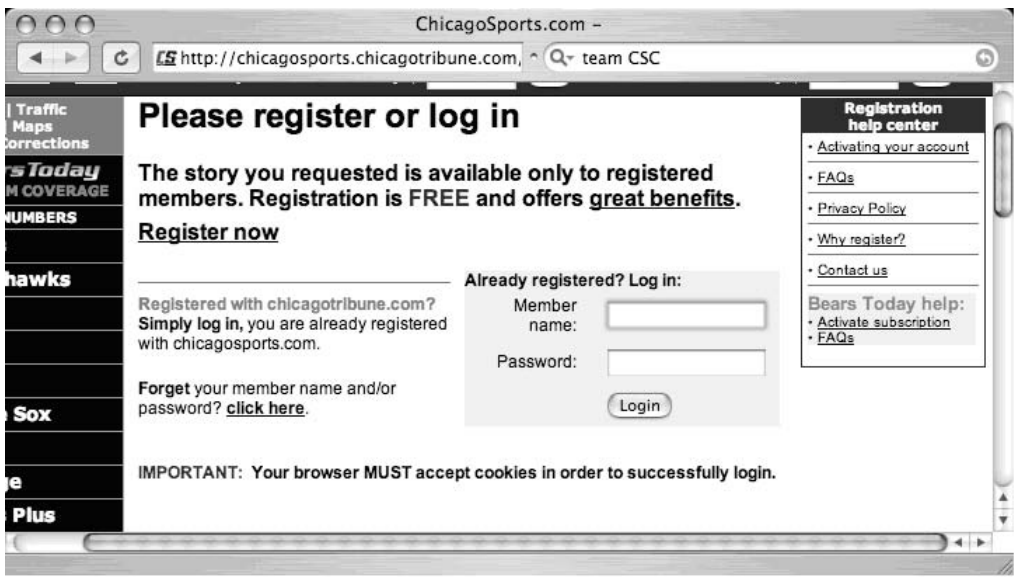 ChicagoSports.com –
CS http://chicagosports.chicagotribune.com, team CSC
| Traffic
| Maps
Corrections
rs Today
M COVERAGE
NUMBERS
s
hawks
e Sox
ge
s Plus
Please register or log in
The story you requested is available only to registered
members. Registration is FREE and offers great benefits.
Register now
Registered with chicagotribune.com?
Simply log in, you are already registered
with chicagosports.com.
Forget your member name and/or
password? click here.
Already registered? Log in:
Member
name:
Password:
Login
IMPORTANT: Your browser MUST accept cookies in order to successfully login.
Registration
help center
· Activating your account
· FAQs
· Privacy Policy
· Why register?
· Contact us
Bears Today help:
· Activate subscription
· FAQs